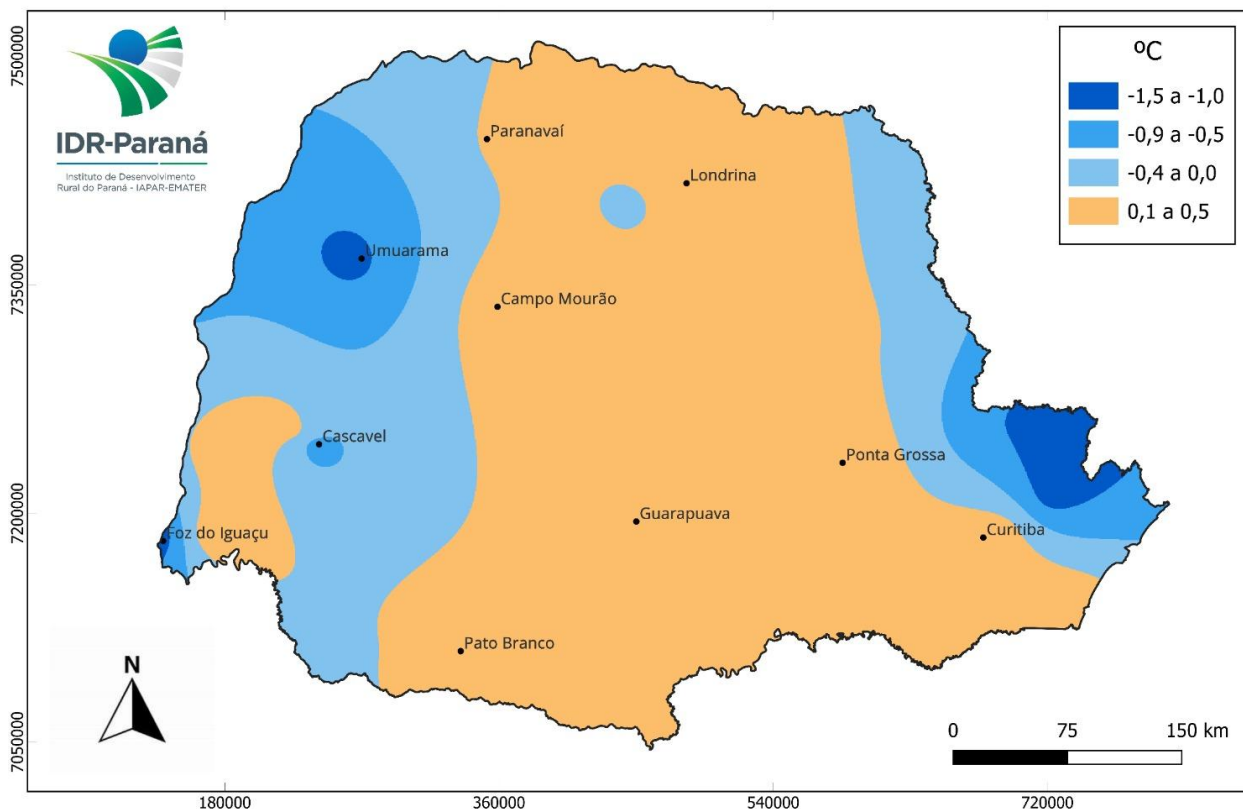 IDR-Paraná
Instituto de Desenvolvimento
Rural do Paraná - IAPAR-EMATER
ºC
-1,5 a -1,0
-0,9 a -0,5
-0,4 a 0,0
0,1 a 0,5
Paranavaí
Londrina
Umuarama
Campo Mourão
Cascavel
Ponta Grossa
Guarapuava
Foz do Iguaçu
Curitiba
Pato Branco
N
0 75 150 km
7500000
7350000
7200000
7050000
180000 360000 540000 720000